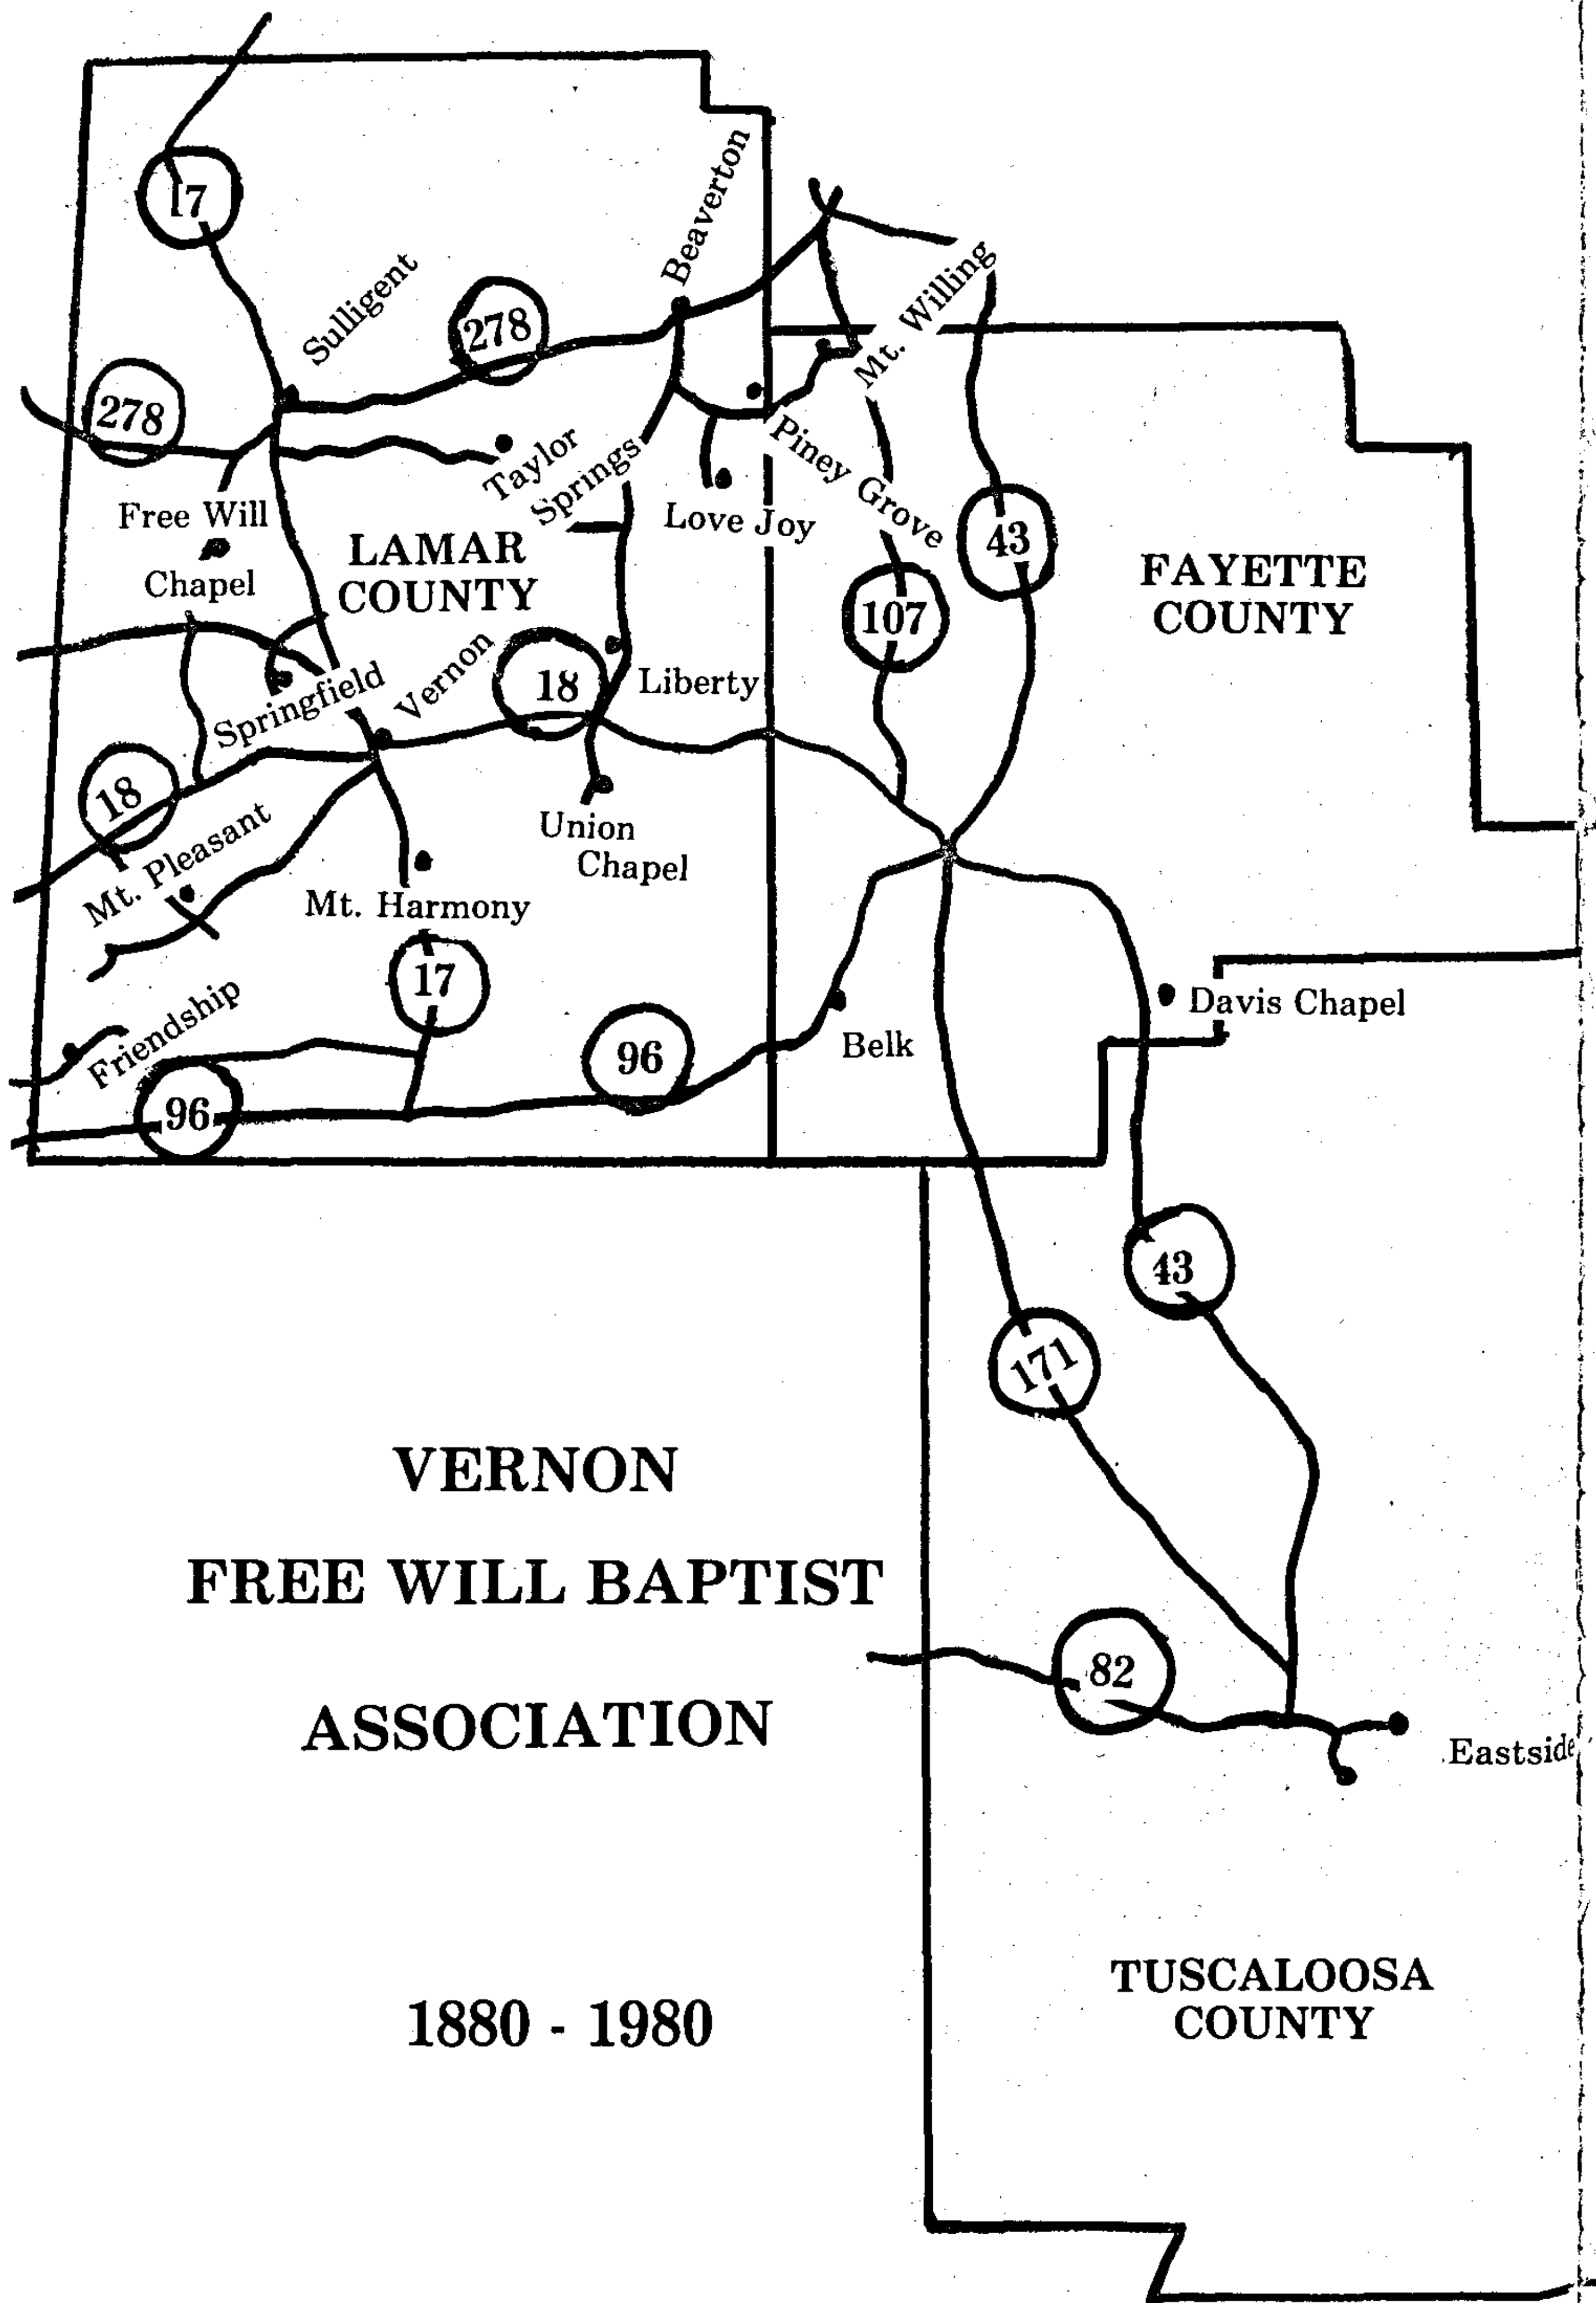 17
Beaverton
Sulligent
278
Mt. Willing
278
Taylor
Springs
Piney Grove
Free Will
Chapel
Love Joy
LAMAR
COUNTY
43
FAYETTE
COUNTY
107
Vernon
18
Liberty
Springfield
18
Mt. Pleasant
Union
Chapel
Mt. Harmony
17
Davis Chapel
Friendship
96
Belk
96
43
171
VERNON
FREE WILL BAPTIST
ASSOCIATION
82
Eastside
1880 - 1980
TUSCALOOSA
COUNTY